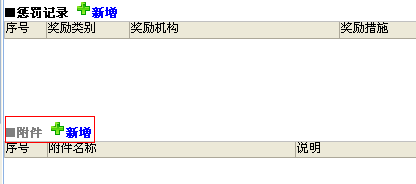 ■惩罚记录 新增
序号 奖励类别 奖励机构 奖励措施
■附件 新增
序号 附件名称 说明